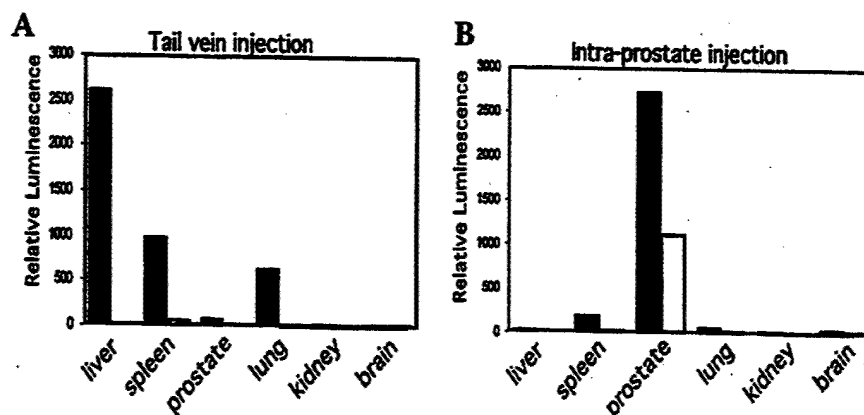 A
Tail vein injection
Relative Luminescence
3000
2500
2000
1500
1000
500
0
liver
spleen
prostate
lung
kidney
brain
B
Intra-prostate injection
Relative Luminescence
3000
2500
2000
1500
1000
500
0
liver
spleen
prostate
lung
kidney
brain